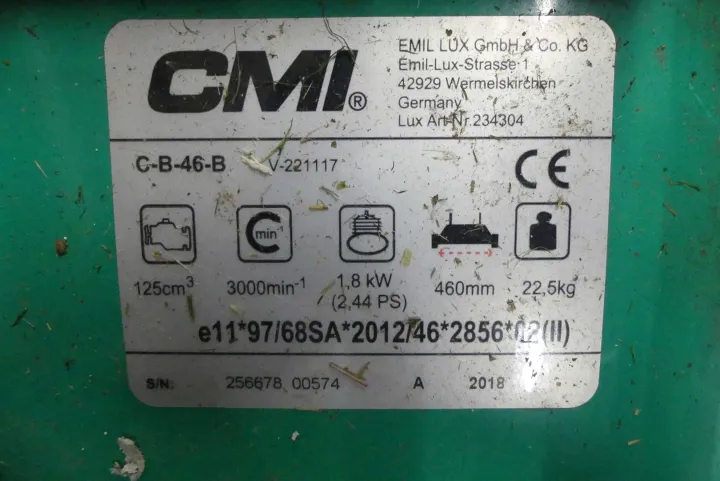 CMI®
EMIL LUX GmbH & Co. KG
Emil-Lux-Strasse 1
42929 Wermelskirchen
Germany
Lux Art-Nr.234304
C-B-46-B V-221117
CE
min⁻¹
125cm³ 3000min⁻¹ 1,8 kW 460mm 22,5kg
(2,44 PS)
e11*97/68SA*2012/46*2856*02(II)
S/N: 256678 00574 A 2018